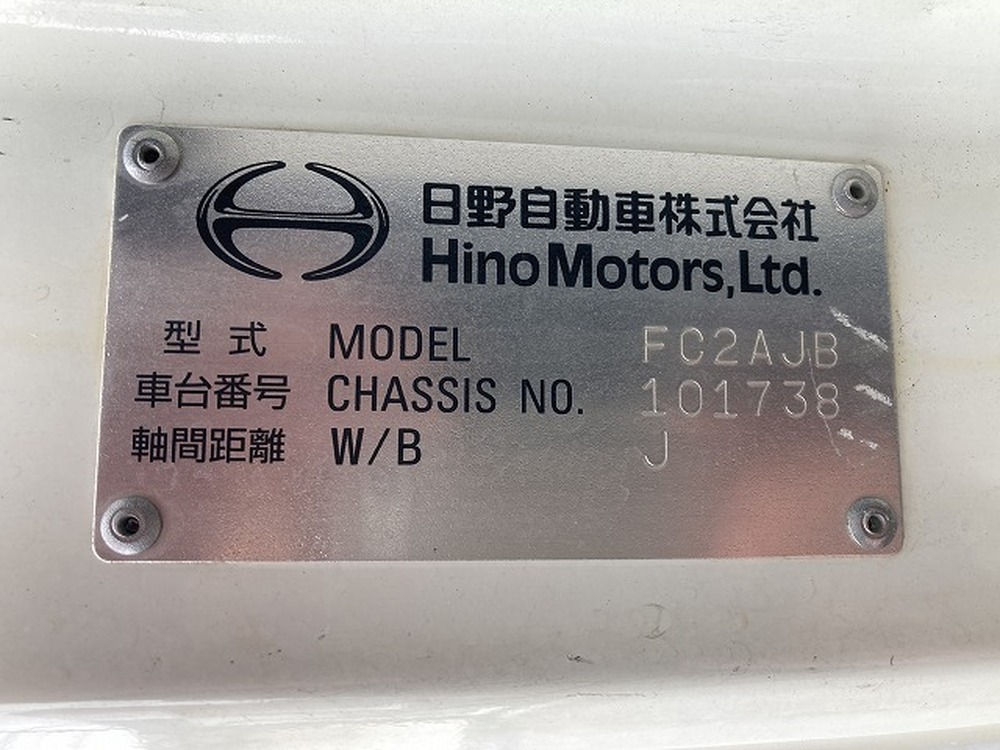 日野自動車株式会社
Hino Motors, Ltd.
型式 MODEL FC2AJB
車台番号 CHASSIS NO. 101738
軸間距離 W/B J